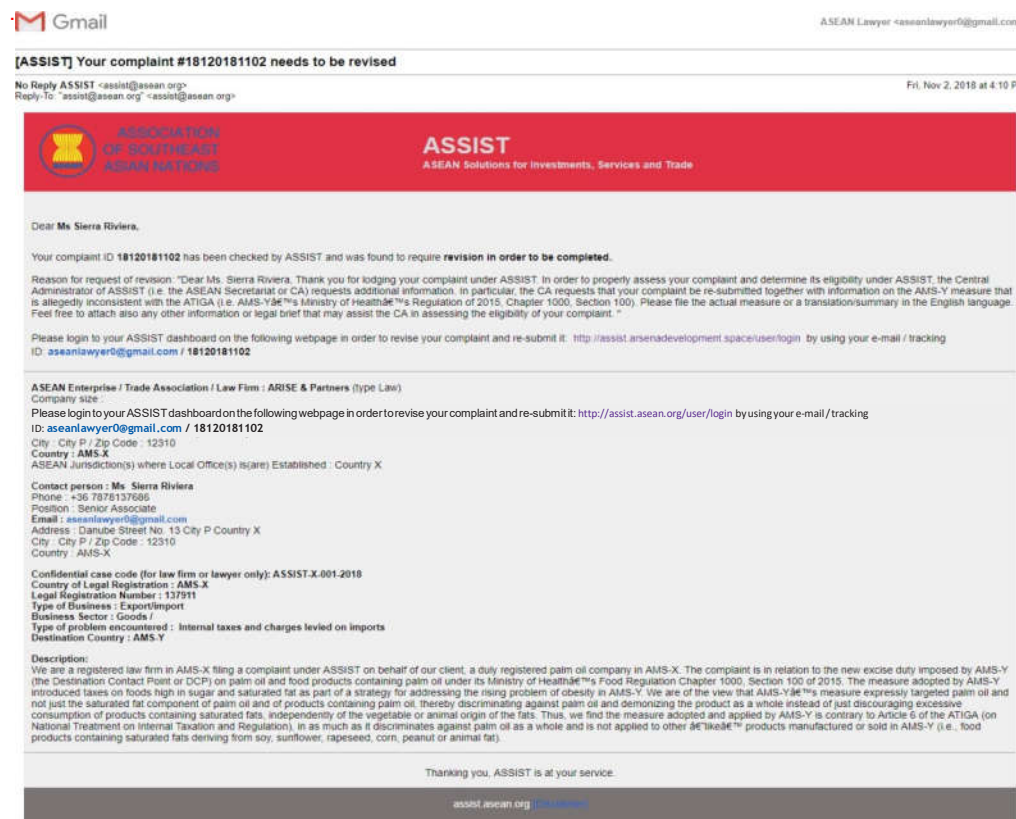 Gmail
ASEAN Lawyer <aseanlawyer0@gmail.com
[ASSIST] Your complaint #18120181102 needs to be revised
No Reply ASSIST <assist@asean.org>
Fri, Nov 2, 2018 at 4:10 P
Reply-To: "assist@asean.org" <assist@asean.org>
ASSOCIATION
OF SOUTHEAST
ASIAN NATIONS
ASSIST
ASEAN Solutions for Investments, Services and Trade
Dear Ms Sierra Riviera,
Your complaint ID 18120181102 has been checked by ASSIST and was found to require revision in order to be completed.
Reason for request of revision: "Dear Ms. Sierra Riviera. Thank you for lodging your complaint under ASSIST. In order to properly assess your complaint and determine its eligibility under ASSIST, the Central
Administrator of ASSIST (i.e. the ASEAN Secretariat or CA) requests additional information. In particular, the CA requests that your complaint be re-submitted together with information on the AMS-Y measure that
is allegedly inconsistent with the ATIGA (i.e. AMS-Yâ€™s Ministry of Healthâ€™s Regulation of 2015, Chapter 1000, Section 100). Please file the actual measure or a translation/summary in the English language.
Feel free to attach also any other information or legal brief that may assist the CA in assessing the eligibility of your complaint. "
Please login to your ASSIST dashboard on the following webpage in order to revise your complaint and re-submit it: http://assist.arsenadevelopment.space/user/login by using your e-mail / tracking
ID: aseanlawyer0@gmail.com / 18120181102
ASEAN Enterprise / Trade Association / Law Firm : ARISE & Partners (type Law)
Company size :
Please login to your ASSIST dashboard on the following webpage in order to revise your complaint and re-submit it: http://assist.asean.org/user/login by using your e-mail / tracking
ID: aseanlawyer0@gmail.com / 18120181102
City : City P / Zip Code : 12310
Country : AMS-X
ASEAN Jurisdiction(s) where Local Office(s) is(are) Established : Country X
Contact person : Ms Sierra Riviera
Phone : +36 7878137686
Position : Senior Associate
Email : aseanlawyer0@gmail.com
Address : Danube Street No. 13 City P Country X
City : City P / Zip Code : 12310
Country : AMS-X
Confidential case code (for law firm or lawyer only): ASSIST-X-001-2018
Country of Legal Registration : AMS-X
Legal Registration Number : 137911
Type of Business : Export/Import
Business Sector : Goods /
Type of problem encountered : Internal taxes and charges levied on imports
Destination Country : AMS-Y
Description:
We are a registered law firm in AMS-X filing a complaint under ASSIST on behalf of our client, a duly registered palm oil company in AMS-X. The complaint is in relation to the new excise duty imposed by AMS-Y
(the Destination Contact Point or DCP) on palm oil and food products containing palm oil under its Ministry of Healthâ€™s Food Regulation Chapter 1000, Section 100 of 2015. The measure adopted by AMS-Y
introduced taxes on foods high in sugar and saturated fat as part of a strategy for addressing the rising problem of obesity in AMS-Y. We are of the view that AMS-Yâ€™s measure expressly targeted palm oil and
not just the saturated fat component of palm oil and of products containing palm oil, thereby discriminating against palm oil and demonizing the product as a whole instead of just discouraging excessive
consumption of products containing saturated fats, independently of the vegetable or animal origin of the fats. Thus, we find the measure adopted and applied by AMS-Y is contrary to Article 6 of the ATIGA (on
National Treatment on Internal Taxation and Regulation), in as much as it discriminates against palm oil as a whole and is not applied to other â€˜likeâ€™ products manufactured or sold in AMS-Y (i.e., food
products containing saturated fats deriving from soy, sunflower, rapeseed, corn, peanut or animal fat).
Thanking you, ASSIST is at your service.
assist.asean.org